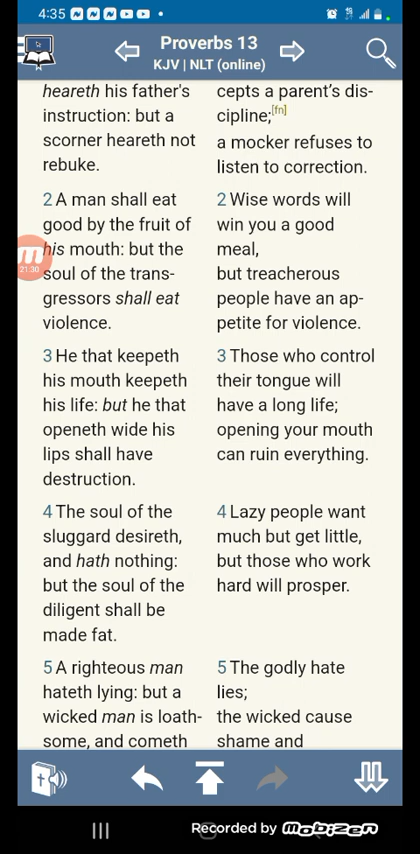 4:35
Proverbs 13
KJV | NLT (online)
heareth his father's
instruction: but a
scorner heareth not
rebuke.
2 A man shall eat
good by the fruit of
his mouth: but the
soul of the trans-
gressors shall eat
violence.
3 He that keepeth
his mouth keepeth
his life: but he that
openeth wide his
lips shall have
destruction.
4 The soul of the
sluggard desireth,
and hath nothing:
but the soul of the
diligent shall be
made fat.
5 A righteous man
hateth lying: but a
wicked man is loath-
some, and cometh
cepts a parent's dis-
cipline;[fn]
a mocker refuses to
listen to correction.
2 Wise words will
win you a good
meal,
but treacherous
people have an ap-
petite for violence.
3 Those who control
their tongue will
have a long life;
opening your mouth
can ruin everything.
4 Lazy people want
much but get little,
but those who work
hard will prosper.
5 The godly hate
lies;
the wicked cause
shame and
21:30
Recorded by Mobizen